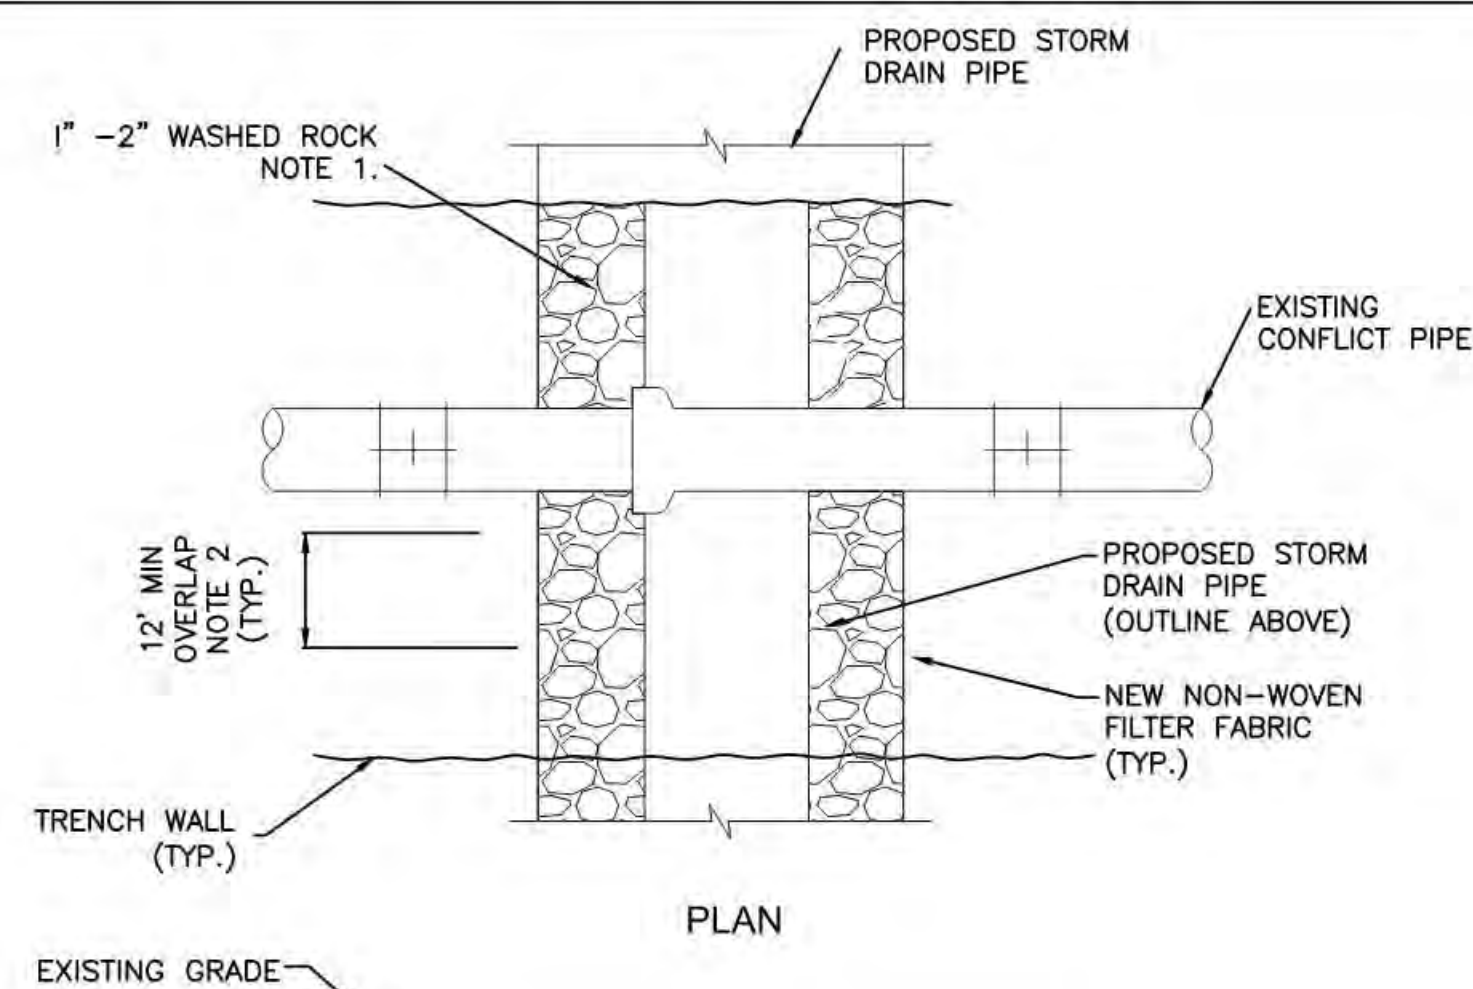 PROPOSED STORM
DRAIN PIPE
1" -2" WASHED ROCK
NOTE 1.
EXISTING
CONFLICT PIPE
12' MIN
OVERLAP
NOTE 2
(TYP.)
PROPOSED STORM
DRAIN PIPE
(OUTLINE ABOVE)
NEW NON-WOVEN
FILTER FABRIC
(TYP.)
TRENCH WALL
(TYP.)
PLAN
EXISTING GRADE